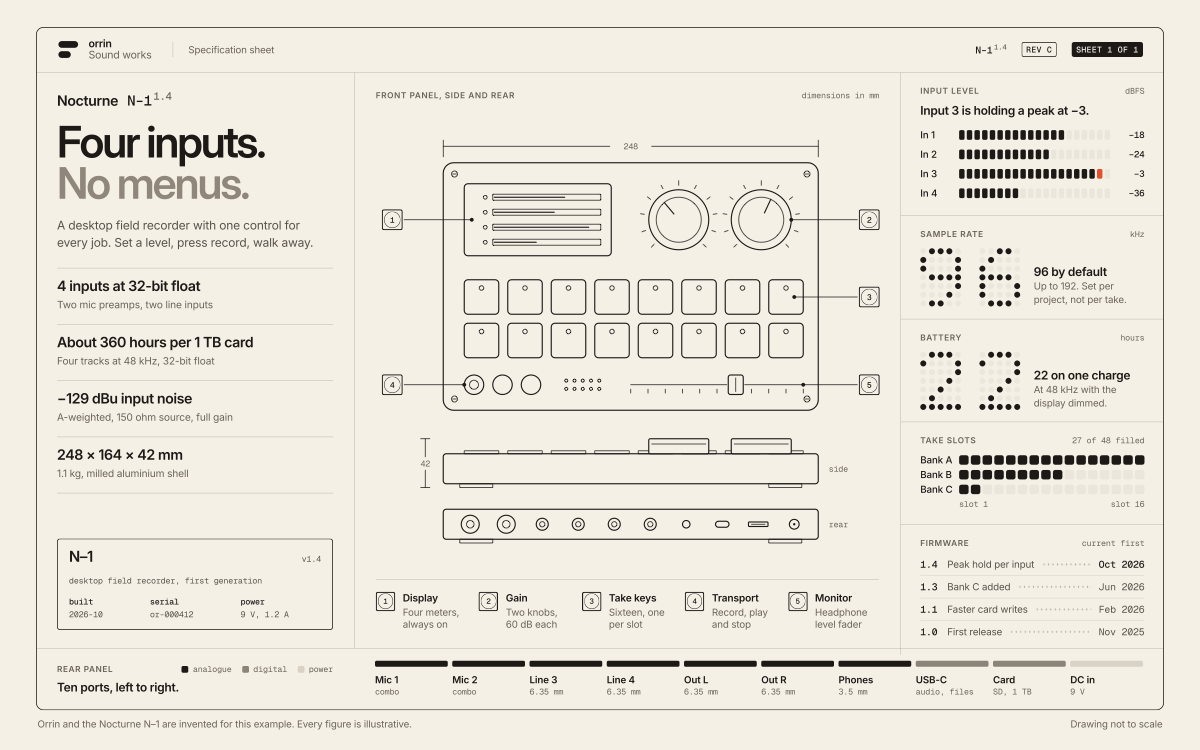 orrin
Sound works
Specification sheet
N–1 1.4
REV C
SHEET 1 OF 1
Nocturne N–1 1.4
Four inputs.
No menus.
A desktop field recorder with one control for
every job. Set a level, press record, walk away.
4 inputs at 32-bit float
Two mic preamps, two line inputs
About 360 hours per 1 TB card
Four tracks at 48 kHz, 32-bit float
−129 dBu input noise
A-weighted, 150 ohm source, full gain
248 × 164 × 42 mm
1.1 kg, milled aluminium shell
N–1
v1.4
desktop field recorder, first generation
built serial power
2026-10 or-000412 9 V, 1.2 A
FRONT PANEL, SIDE AND REAR
dimensions in mm
248
1
2
3
4
5
42
side
rear
1 Display
Four meters,
always on
2 Gain
Two knobs,
60 dB each
3 Take keys
Sixteen, one
per slot
4 Transport
Record, play
and stop
5 Monitor
Headphone
level fader
INPUT LEVEL dBFS
Input 3 is holding a peak at −3.
In 1 −18
In 2 −24
In 3 −3
In 4 −36
SAMPLE RATE kHz
96
96 by default
Up to 192. Set per
project, not per take.
BATTERY hours
22
22 on one charge
At 48 kHz with the
display dimmed.
TAKE SLOTS 27 of 48 filled
Bank A
Bank B
Bank C
slot 1 slot 16
FIRMWARE current first
1.4 Peak hold per input Oct 2026
1.3 Bank C added Jun 2026
1.1 Faster card writes Feb 2026
1.0 First release Nov 2025
REAR PANEL
analogue digital power
Ten ports, left to right.
Mic 1
combo
Mic 2
combo
Line 3
6.35 mm
Line 4
6.35 mm
Out L
6.35 mm
Out R
6.35 mm
Phones
3.5 mm
USB-C
audio, files
Card
SD, 1 TB
DC in
9 V
Orrin and the Nocturne N–1 are invented for this example. Every figure is illustrative.
Drawing not to scale